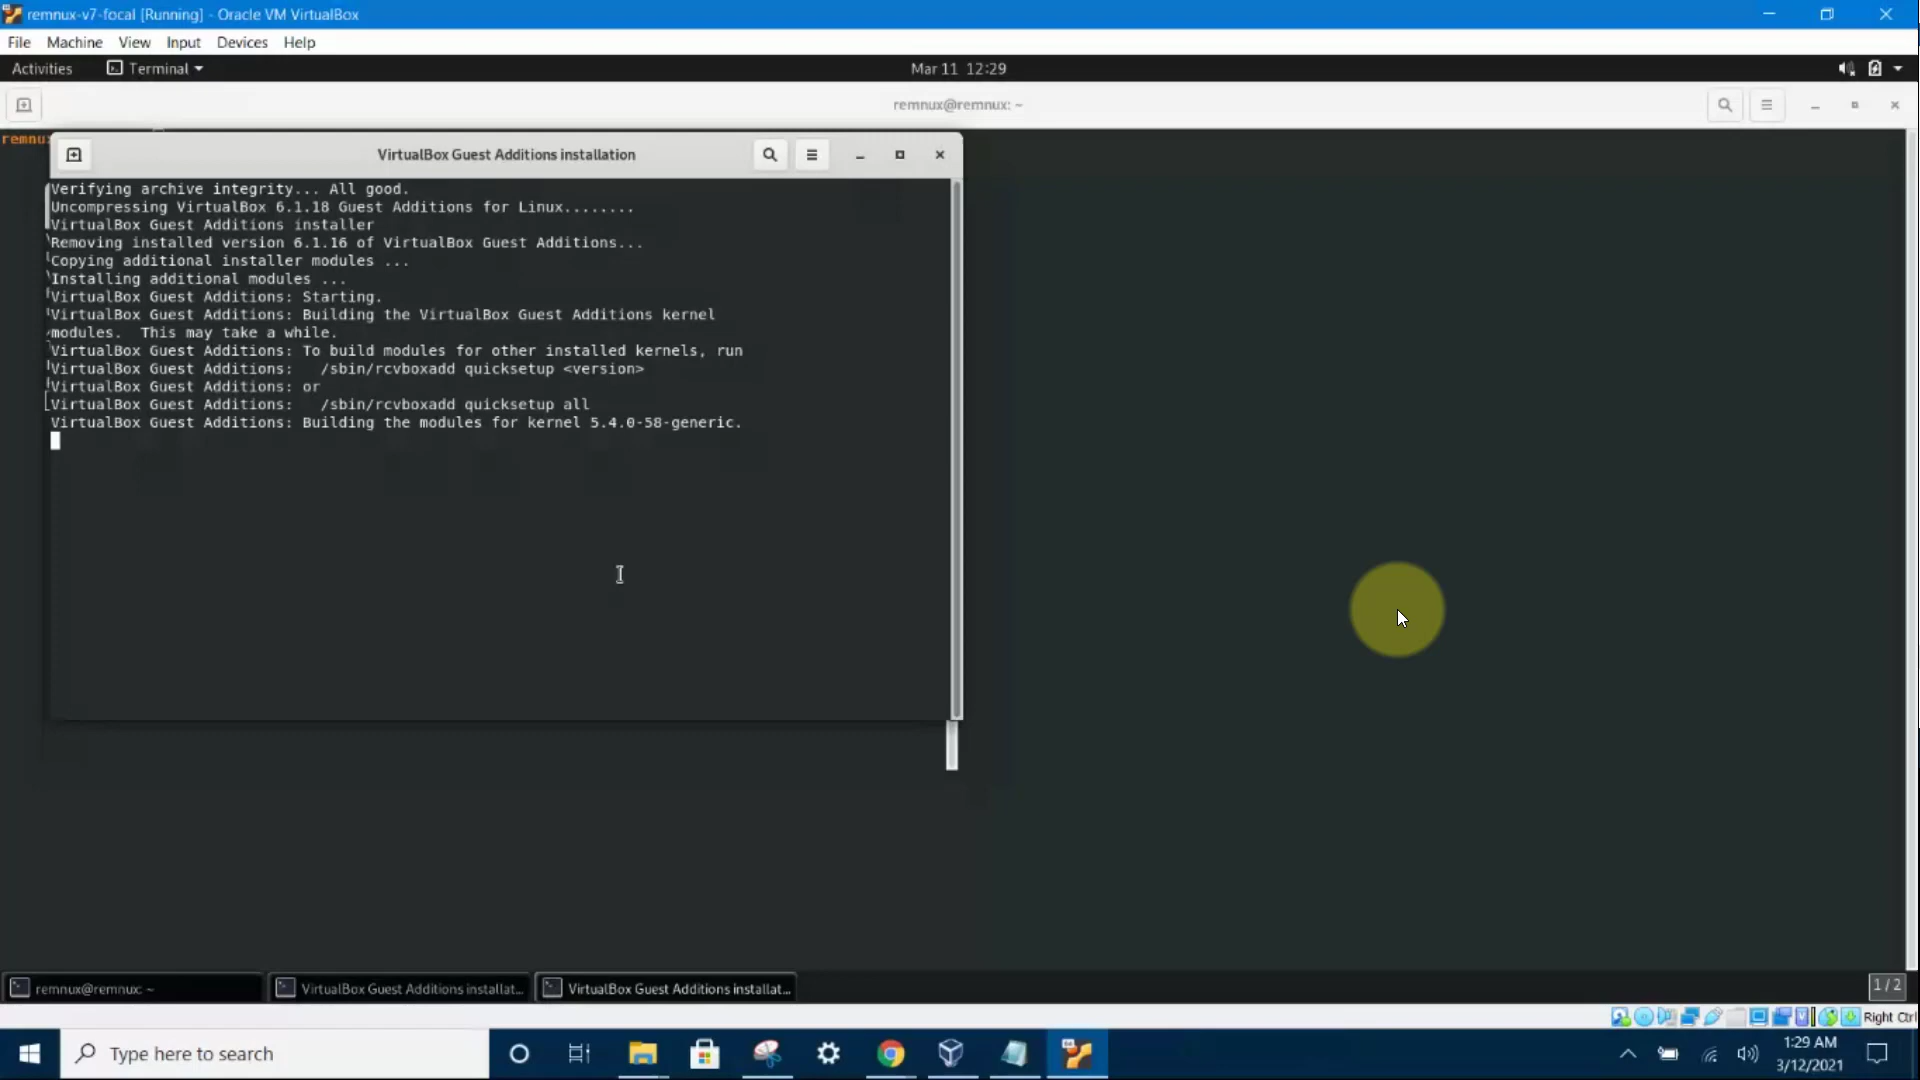 remnux-v7-focal [Running] - Oracle VM VirtualBox
File Machine View Input Devices Help
Activities Terminal Mar 11 12:29
remnux@remnux: ~
remnux
VirtualBox Guest Additions installation
Verifying archive integrity... All good.
Uncompressing VirtualBox 6.1.18 Guest Additions for Linux........
VirtualBox Guest Additions installer
Removing installed version 6.1.16 of VirtualBox Guest Additions...
Copying additional installer modules ...
Installing additional modules ...
VirtualBox Guest Additions: Starting.
VirtualBox Guest Additions: Building the VirtualBox Guest Additions kernel
modules.  This may take a while.
VirtualBox Guest Additions: To build modules for other installed kernels, run
VirtualBox Guest Additions:   /sbin/rcvboxadd quicksetup <version>
VirtualBox Guest Additions: or
VirtualBox Guest Additions:   /sbin/rcvboxadd quicksetup all
VirtualBox Guest Additions: Building the modules for kernel 5.4.0-58-generic.
remnux@remnux: ~ VirtualBox Guest Additions installat... VirtualBox Guest Additions installat... 1 / 2
Right Ctrl
Type here to search
1:29 AM
3/12/2021